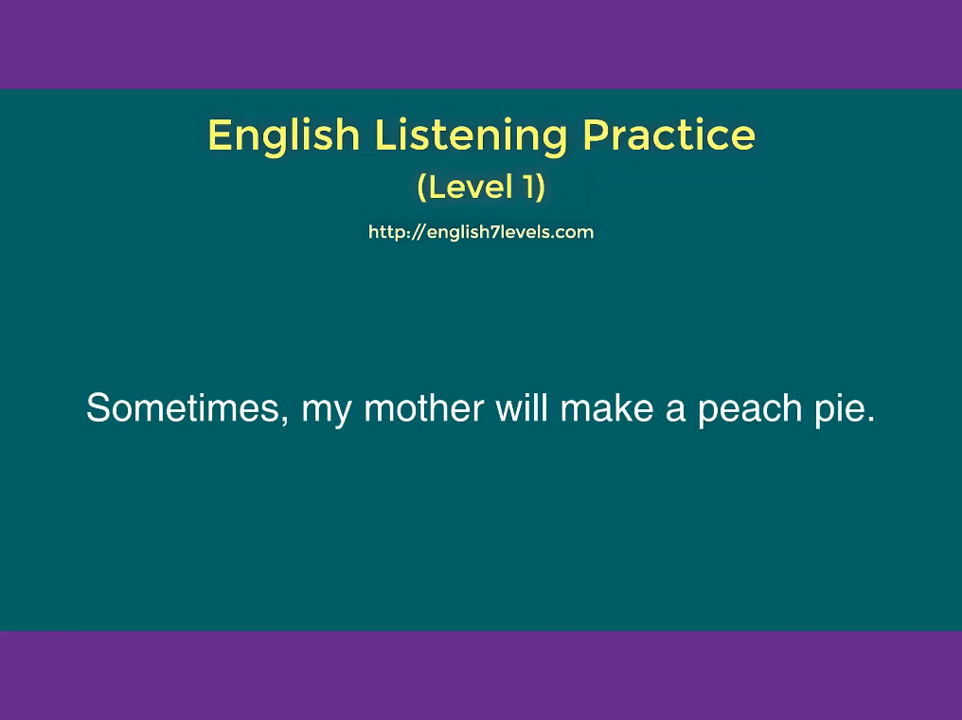 English Listening Practice
(Level 1)
http://english7levels.com
Sometimes, my mother will make a peach pie.